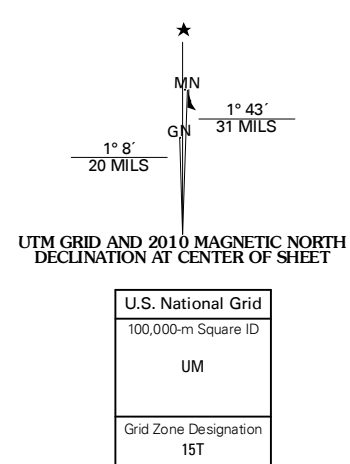 MN
1° 43´
31 MILS
GN
1° 8´
20 MILS
UTM GRID AND 2010 MAGNETIC NORTH
DECLINATION AT CENTER OF SHEET
U.S. National Grid
100,000-m Square ID
UM
Grid Zone Designation
15T